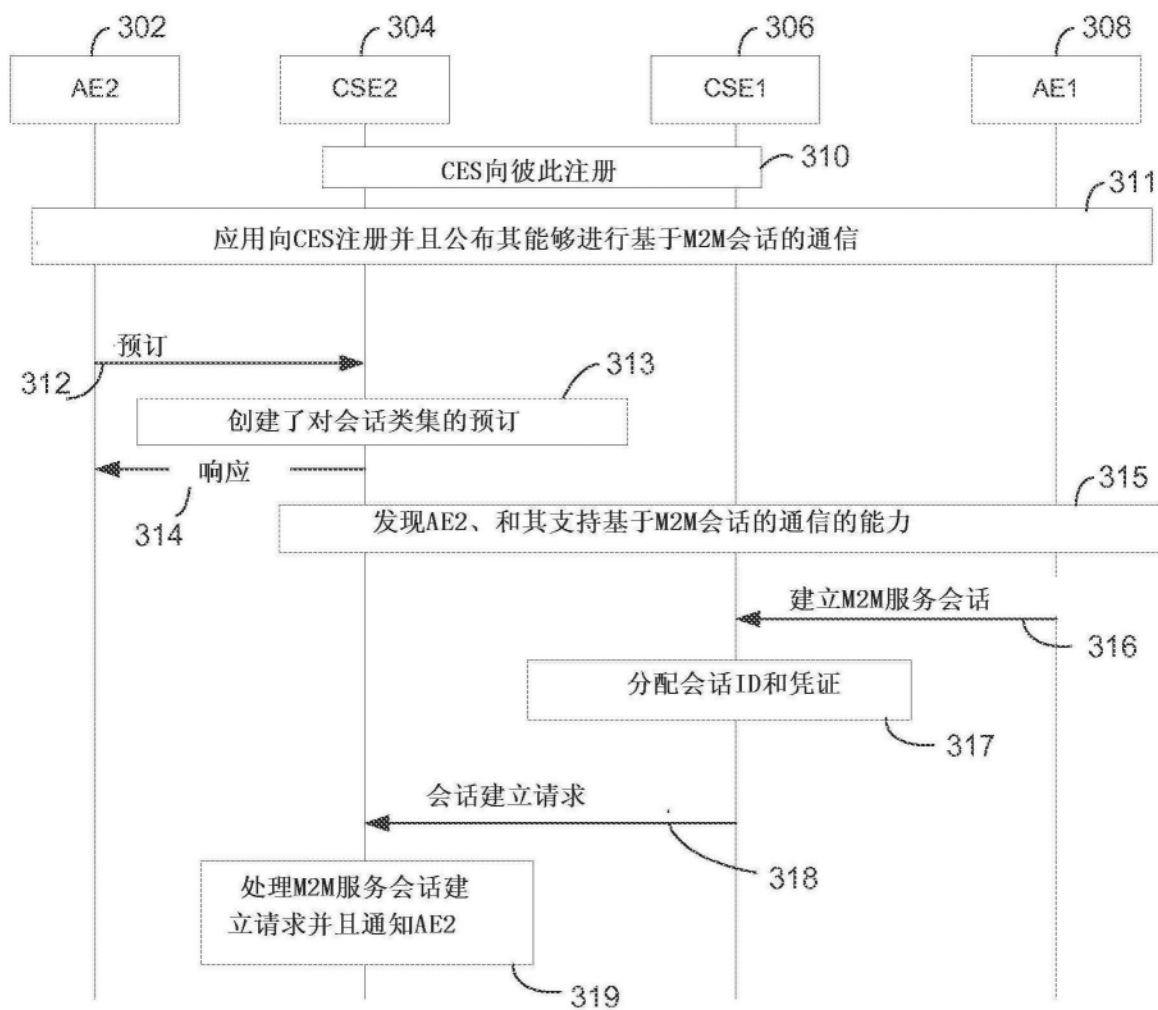 302
304
306
308
AE2
CSE2
CSE1
AE1
CES向彼此注册
310
311
应用向CES注册并且公布其能够进行基于M2M会话的通信
预订
312
313
创建了对会话类集的预订
响应
314
315
发现AE2、和其支持基于M2M会话的通信的能力
建立M2M服务会话
316
分配会话ID和凭证
317
会话建立请求
318
处理M2M服务会话建
立请求并且通知AE2
319